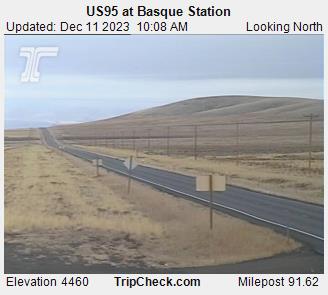 US95 at Basque Station
Updated: Dec 11 2023 10:08 AM Looking North
Elevation 4460 TripCheck.com Milepost 91.62